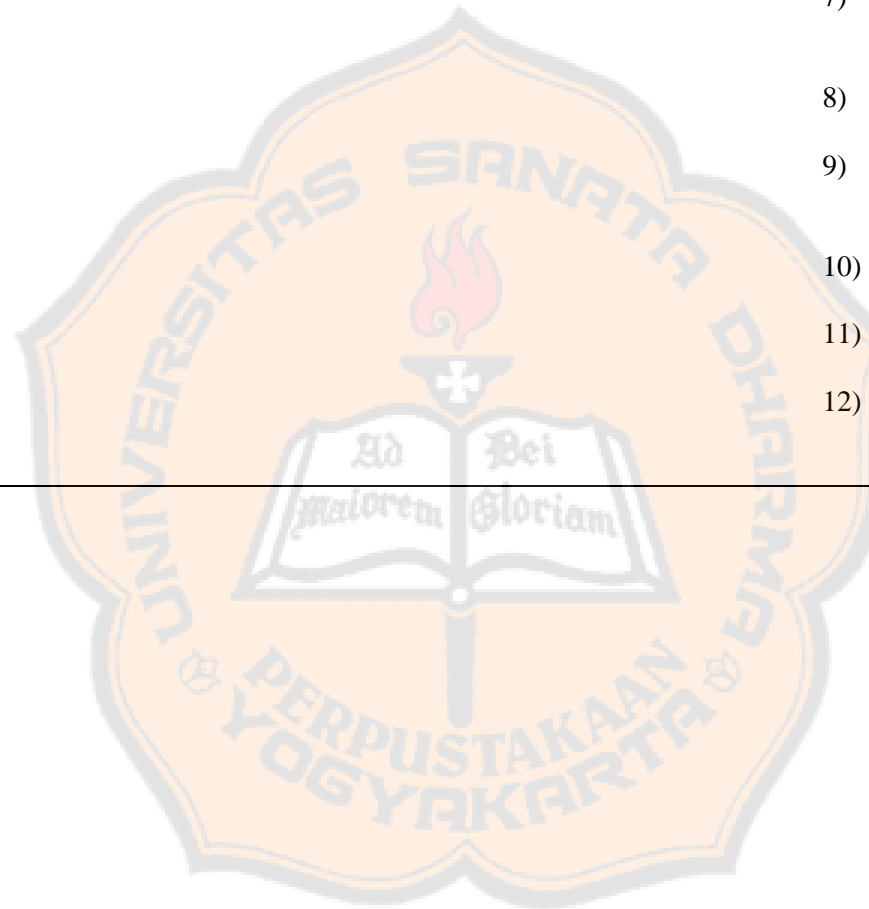 7)
8)
9)
10)
11)
12)
UNIVERSITAS SANATA DHARMA
Ad Dei
Maiorem Gloriam
PERPUSTAKAAN
YOGYAKARTA